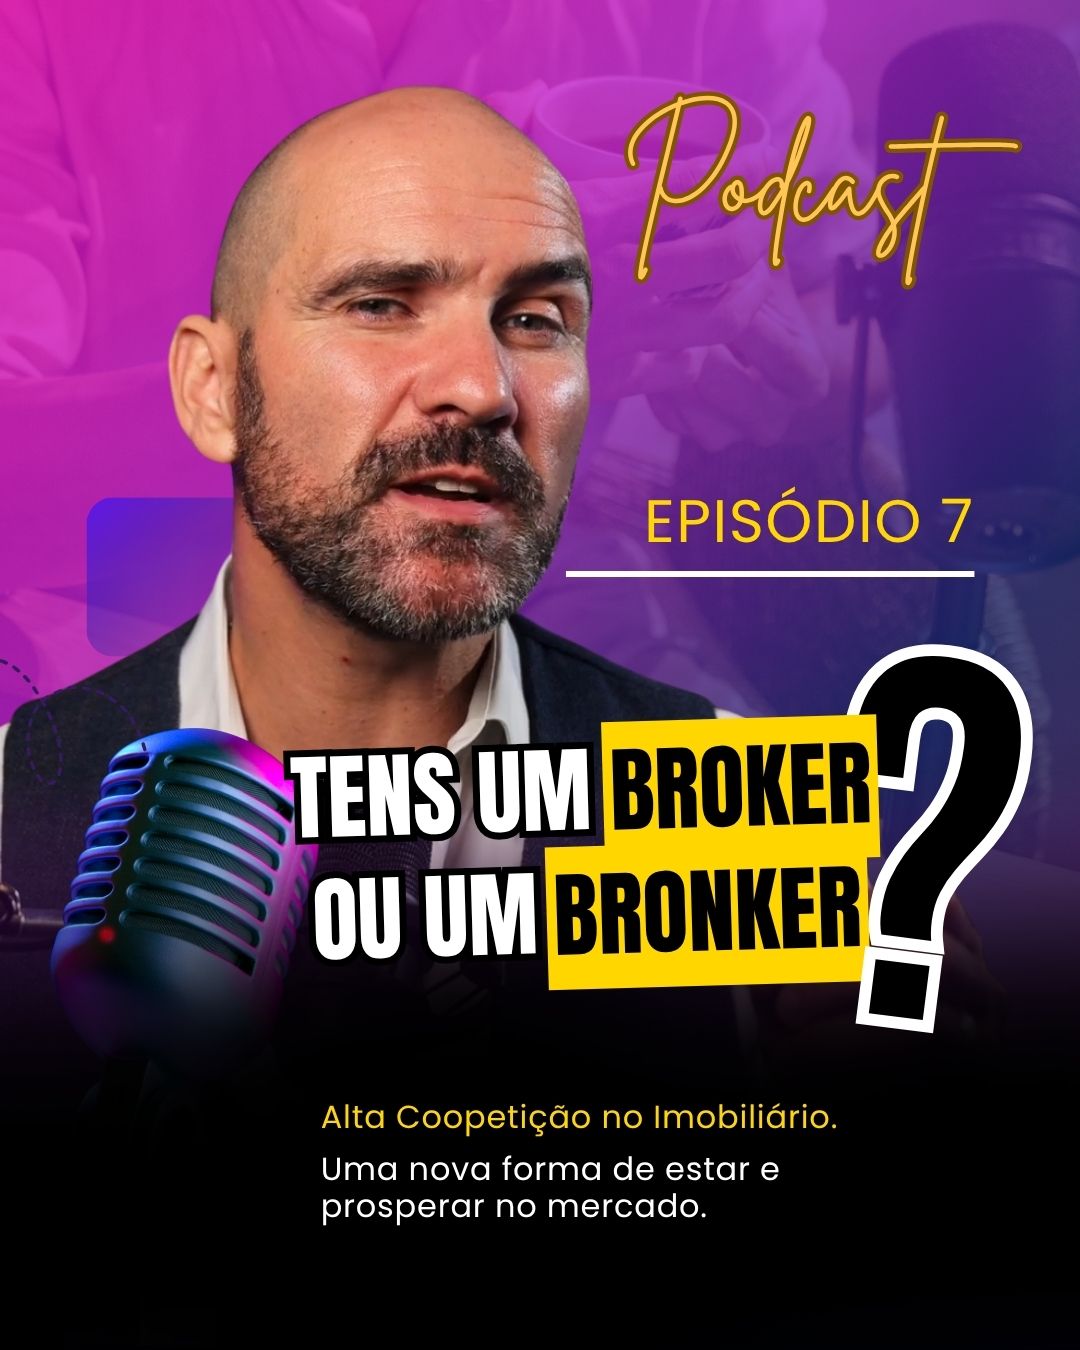 Podcast
EPISÓDIO 7
TENS UM BROKER
OU UM BRONKER?
Alta Coopetição no Imobiliário.
Uma nova forma de estar e
prosperar no mercado.